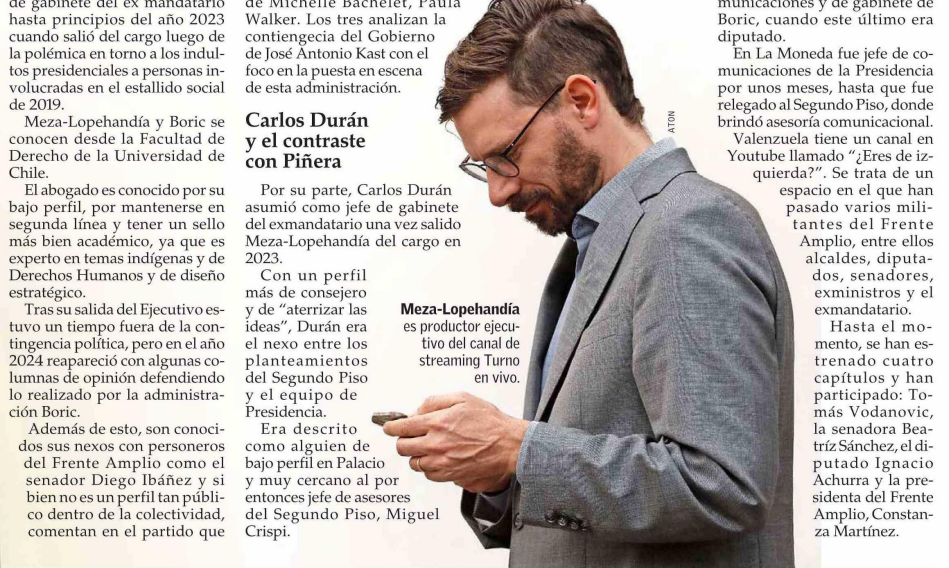 de gabinete del ex mandatario
hasta principios del año 2023
cuando salió del cargo luego de
la polémica en torno a los indul-
tos presidenciales a personas in-
volucradas en el estallido social
de 2019.
Meza-Lopehandía y Boric se
conocen desde la Facultad de
Derecho de la Universidad de
Chile.
El abogado es conocido por su
bajo perfil, por mantenerse en
segunda línea y tener un sello
más bien académico, ya que es
experto en temas indígenas y de
Derechos Humanos y de diseño
estratégico.
Tras su salida del Ejecutivo es-
tuvo un tiempo fuera de la con-
tingencia política, pero en el año
2024 reapareció con algunas co-
lumnas de opinión defendiendo
lo realizado por la administra-
ción Boric.
Además de esto, son conoci-
dos sus nexos con personeros
del Frente Amplio como el
senador Diego Ibáñez y si
bien no es un perfil tan públi-
co dentro de la colectividad,
comentan en el partido que
de Michelle Bachelet, Paula
Walker. Los tres analizan la
contiengecia del Gobierno
de José Antonio Kast con el
foco en la puesta en escena
de esta administración.
Carlos Durán
y el contraste
con Piñera
Por su parte, Carlos Durán
asumió como jefe de gabinete
del exmandatario una vez salido
Meza-Lopehandía del cargo en
2023.
Con un perfil
más de consejero
y de “aterrizar las
ideas”, Durán era
el nexo entre los
planteamientos
del Segundo Piso
y el equipo de
Presidencia.
Era descrito
como alguien de
bajo perfil en Palacio
y muy cercano al por
entonces jefe de asesores
del Segundo Piso, Miguel
Crispi.
Meza-Lopehandía
es productor ejecu-
tivo del canal de
streaming Turno
en vivo.
ATON
municaciones y de gabinete de
Boric, cuando este último era
diputado.
En La Moneda fue jefe de co-
municaciones de la Presidencia
por unos meses, hasta que fue
relegado al Segundo Piso, donde
brindó asesoría comunicacional.
Valenzuela tiene un canal en
Youtube llamado “¿Eres de iz-
quierda?”. Se trata de un
espacio en el que han
pasado varios mili-
tantes del Frente
Amplio, entre ellos
alcaldes, diputa-
dos, senadores,
exministros y el
exmandatario.
Hasta el mo-
mento, se han es-
trenado cuatro
capítulos y han
participado: To-
más Vodanovic,
la senadora Bea-
tríz Sánchez, el di-
putado Ignacio
Achurra y la pre-
sidenta del Frente
Amplio, Constan-
za Martínez.